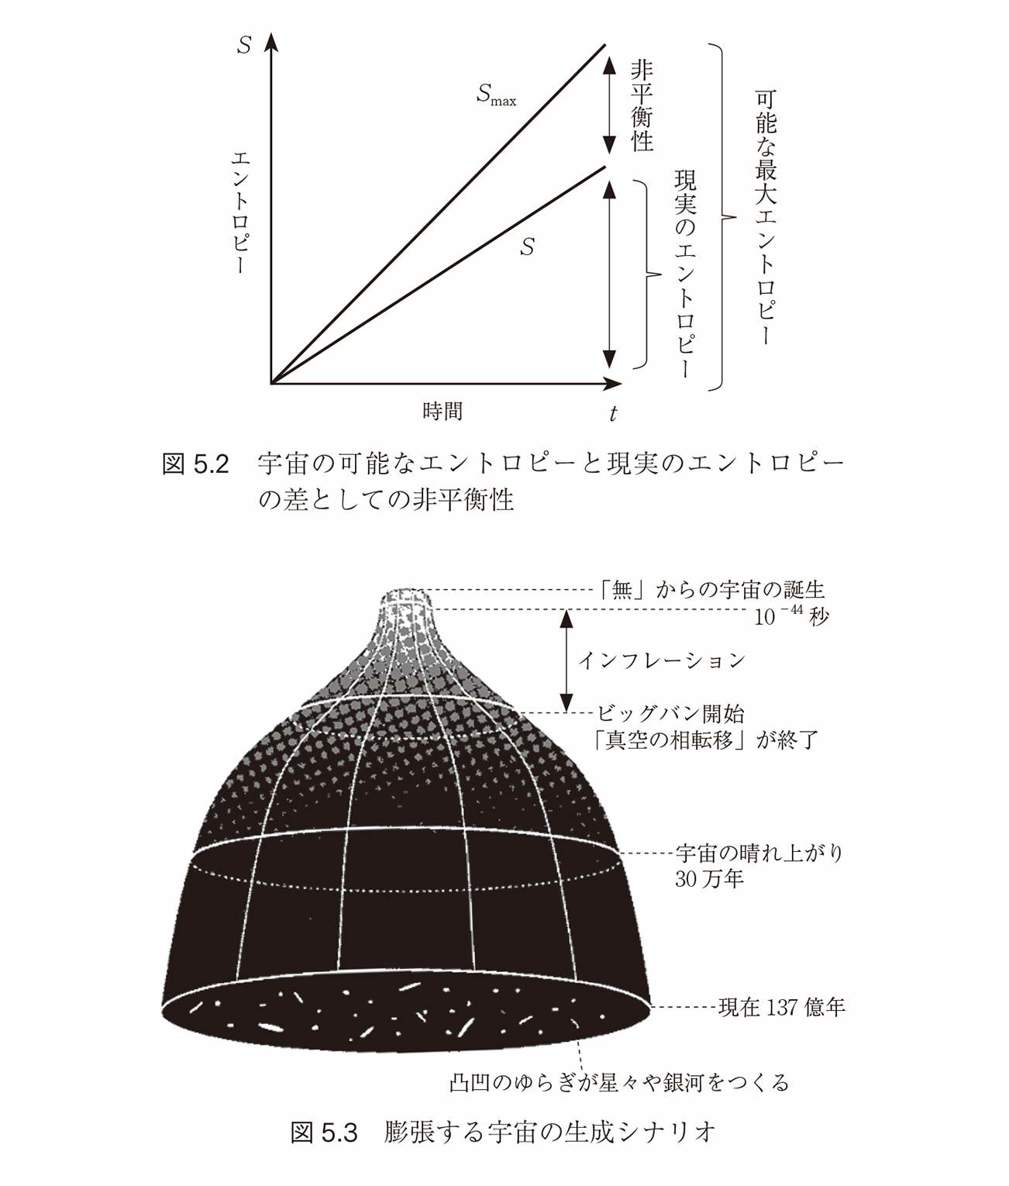 S
エントロピー
Smax
S
非平衡性
現実のエントロピー
可能な最大エントロピー
時間
t
図 5.2 宇宙の可能なエントロピーと現実のエントロピー
の差としての非平衡性
「無」からの宇宙の誕生
10⁻⁴⁴ 秒
インフレーション
ビッグバン開始
「真空の相転移」が終了
宇宙の晴れ上がり
30 万年
現在 137 億年
凸凹のゆらぎが星々や銀河をつくる
図 5.3 膨張する宇宙の生成シナリオ